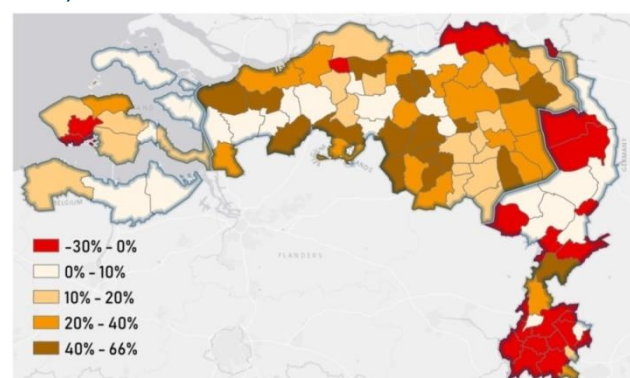 BELGIUM
FLANDERS
GERMANY
-30% - 0%
0% - 10%
10% - 20%
20% - 40%
40% - 66%